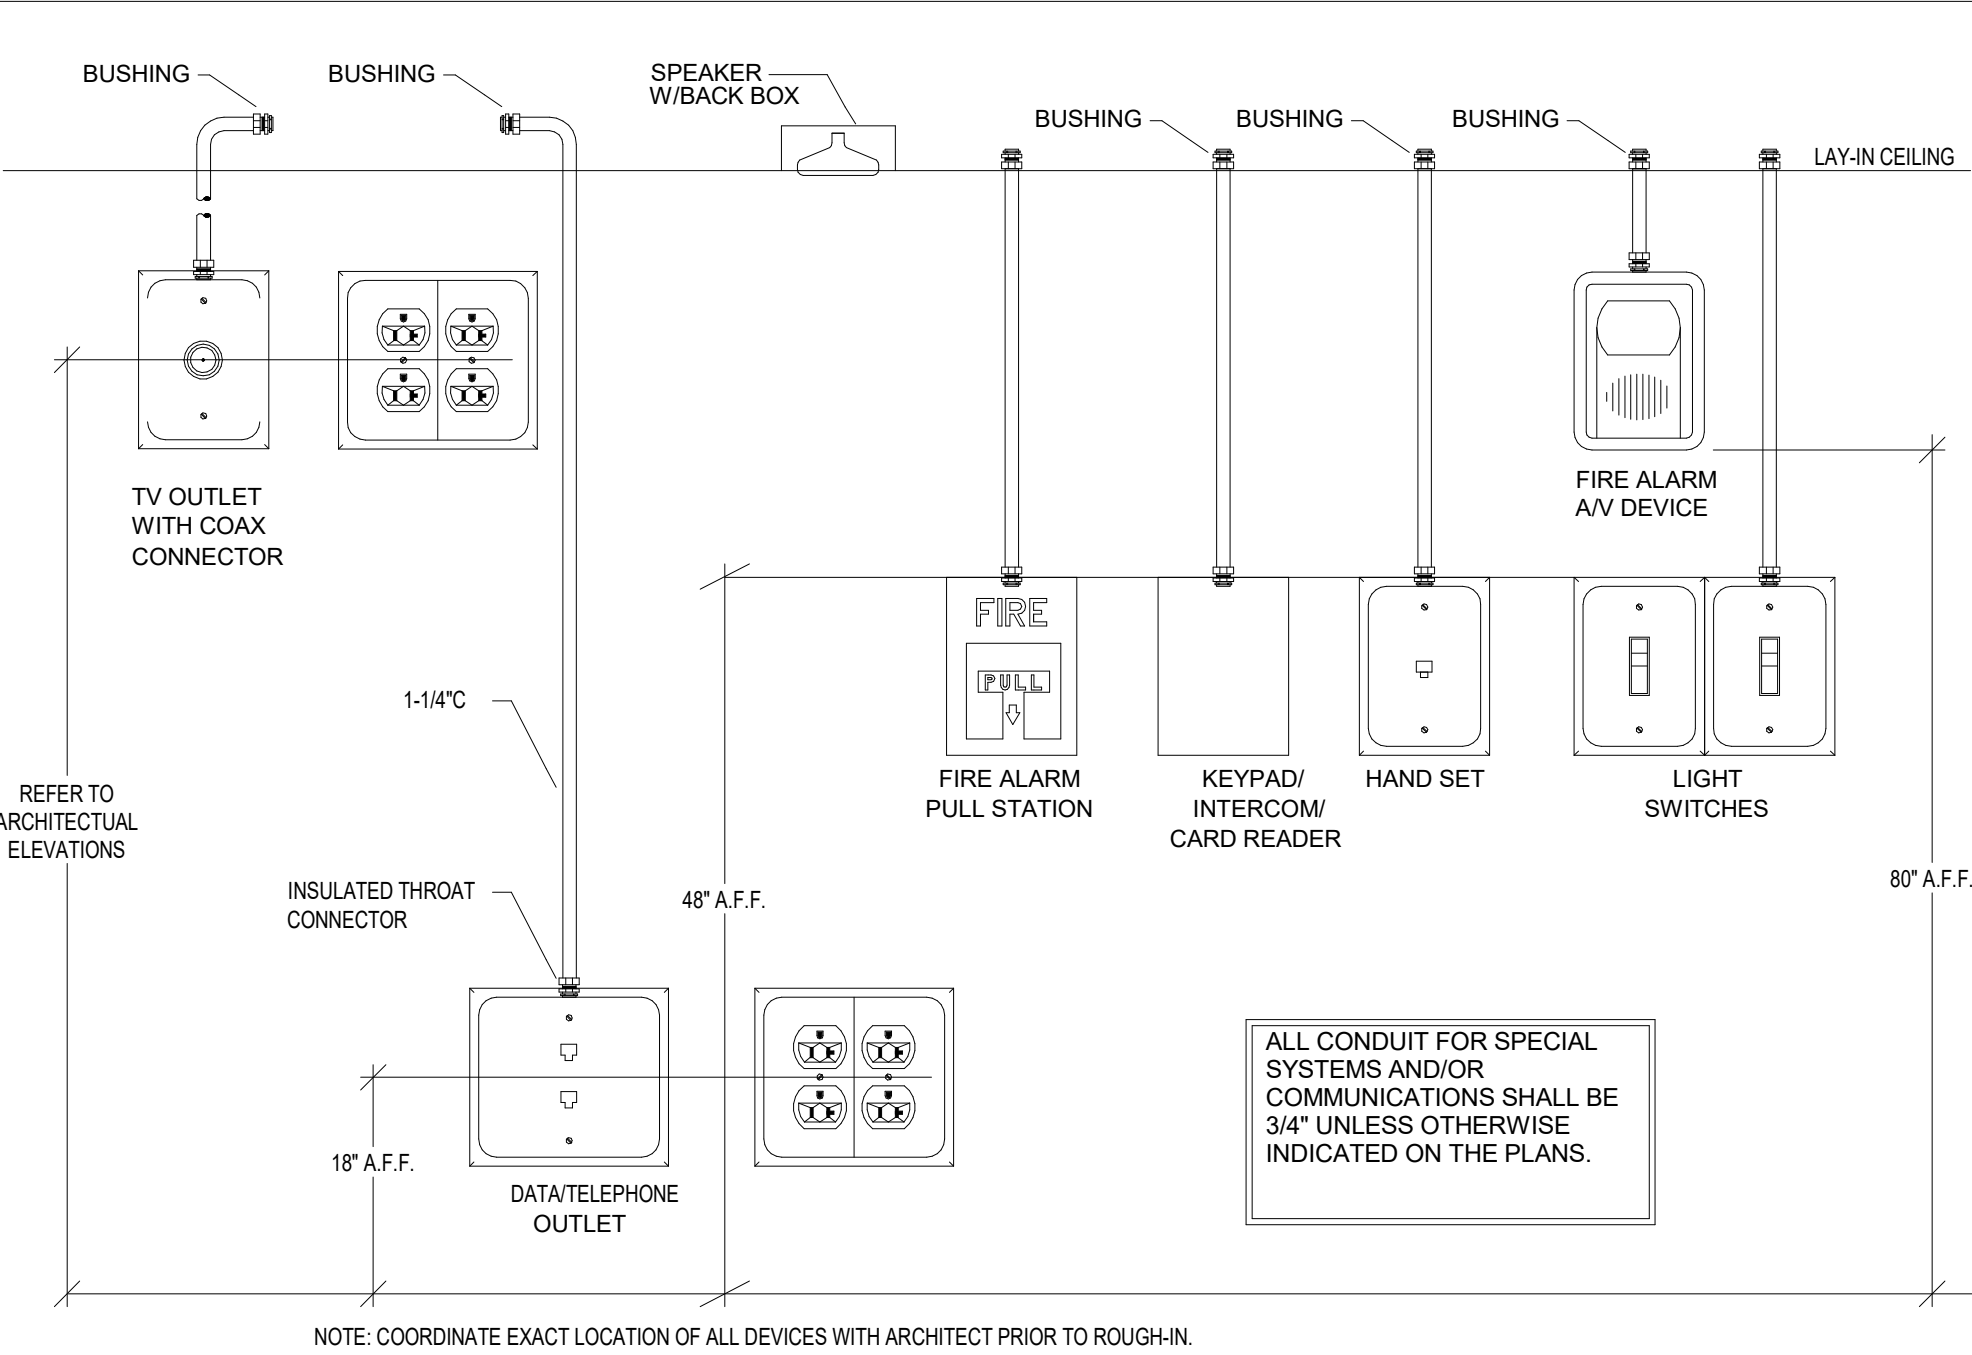 BUSHING
BUSHING
SPEAKER
W/BACK BOX
BUSHING
BUSHING
BUSHING
LAY-IN CEILING
TV OUTLET
WITH COAX
CONNECTOR
FIRE ALARM
A/V DEVICE
FIRE
PULL
1-1/4"C
FIRE ALARM
PULL STATION
KEYPAD/
INTERCOM/
CARD READER
HAND SET
LIGHT
SWITCHES
REFER TO
ARCHITECTUAL
ELEVATIONS
INSULATED THROAT
CONNECTOR
48" A.F.F.
80" A.F.F.
18" A.F.F.
DATA/TELEPHONE
OUTLET
ALL CONDUIT FOR SPECIAL
SYSTEMS AND/OR
COMMUNICATIONS SHALL BE
3/4" UNLESS OTHERWISE
INDICATED ON THE PLANS.
NOTE: COORDINATE EXACT LOCATION OF ALL DEVICES WITH ARCHITECT PRIOR TO ROUGH-IN.